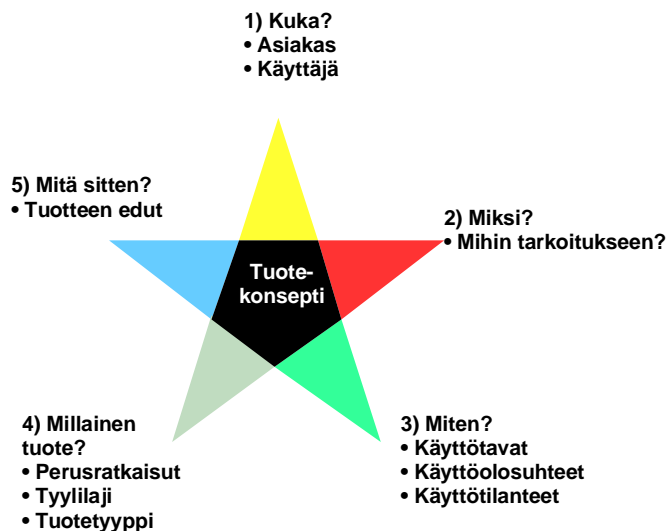 1) Kuka?
• Asiakas
• Käyttäjä
5) Mitä sitten?
• Tuotteen edut
2) Miksi?
• Mihin tarkoitukseen?
Tuote-
konsepti
4) Millainen
tuote?
• Perusratkaisut
• Tyylilaji
• Tuotetyyppi
3) Miten?
• Käyttötavat
• Käyttöolosuhteet
• Käyttötilanteet